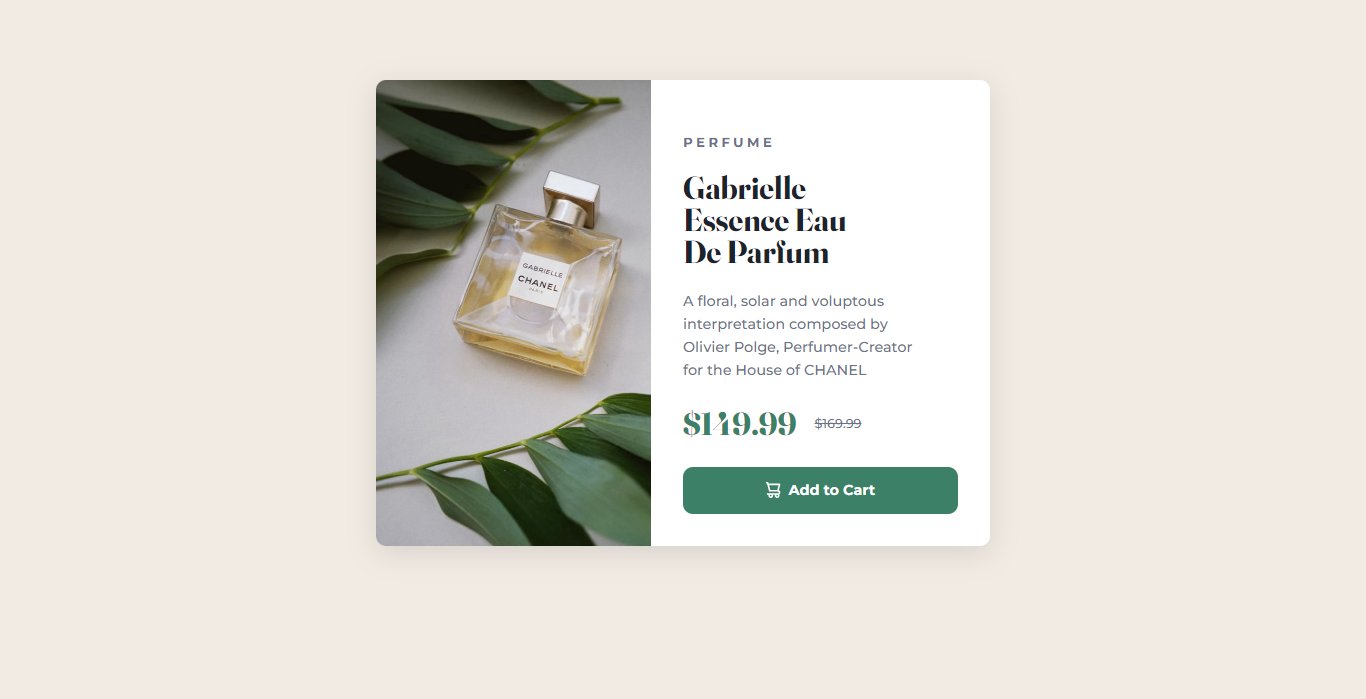 PERFUME
Gabrielle
Essence Eau
De Parfum
A floral, solar and voluptous
interpretation composed by
Olivier Polge, Perfumer-Creator
for the House of CHANEL
$149.99 $169.99
Add to Cart
GABRIELLE
CHANEL
PARIS